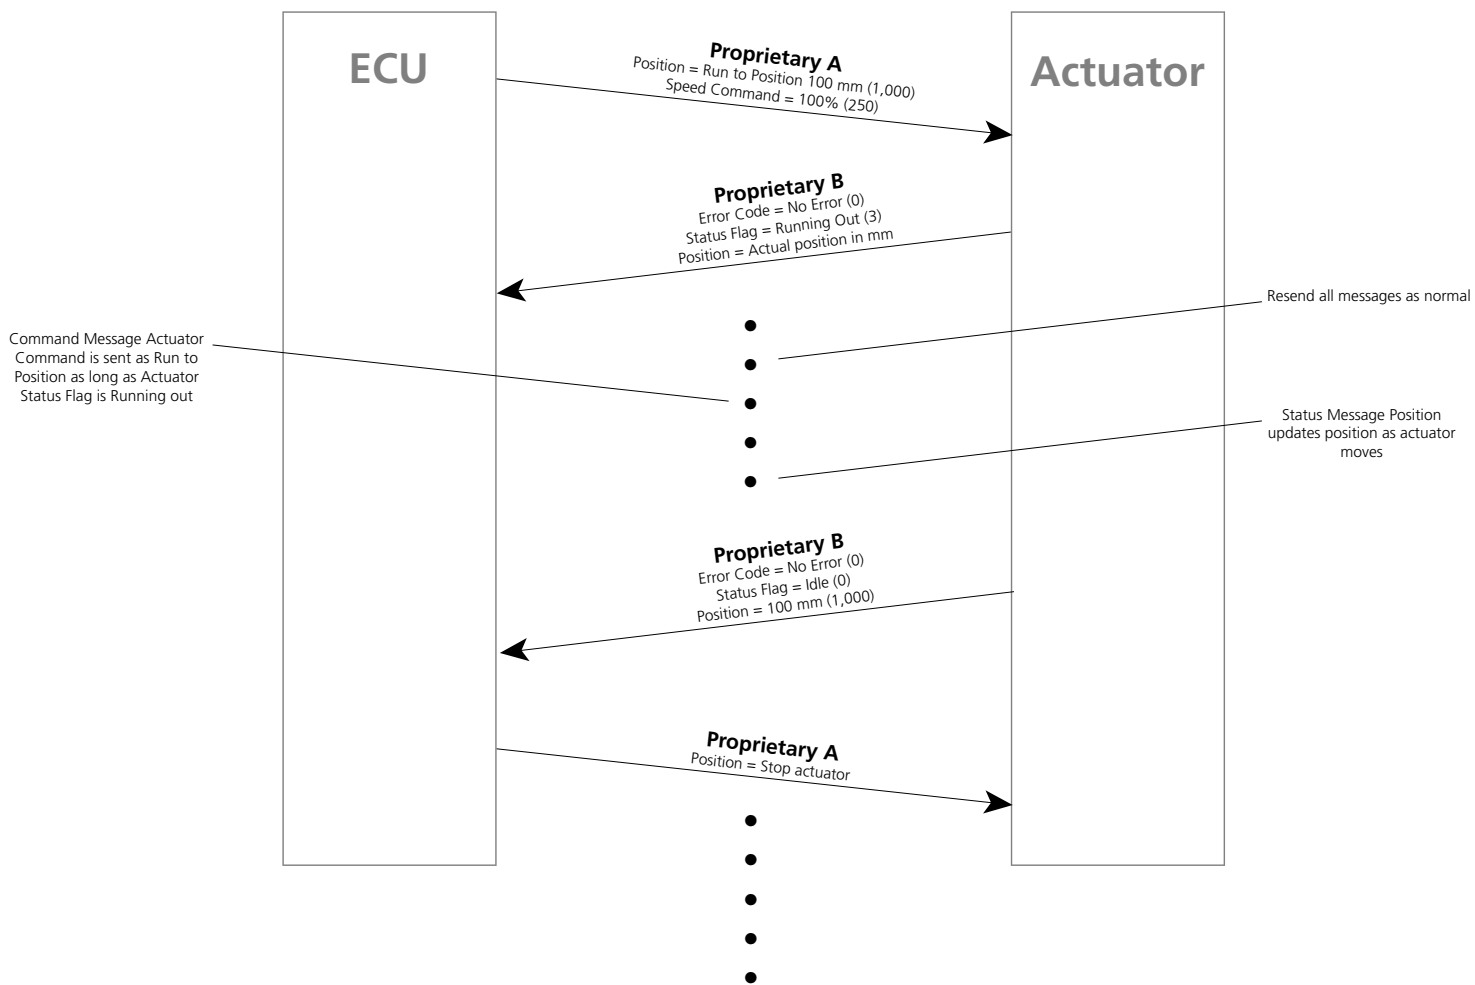 ECU
Actuator
Proprietary A
Position = Run to Position 100 mm (1,000)
Speed Command = 100% (250)
Proprietary B
Error Code = No Error (0)
Status Flag = Running Out (3)
Position = Actual position in mm
Resend all messages as normal
Command Message Actuator
Command is sent as Run to
Position as long as Actuator
Status Flag is Running out
Status Message Position
updates position as actuator
moves
Proprietary B
Error Code = No Error (0)
Status Flag = Idle (0)
Position = 100 mm (1,000)
Proprietary A
Position = Stop actuator